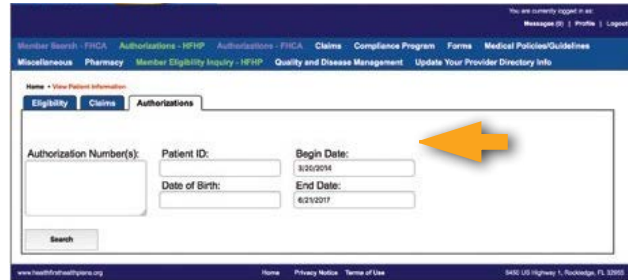 You are currently logged in as:
Messages (0) | Profile | Logout
Member Search - FHCA Authorizations - HFHP Authorizations - FHCA Claims Compliance Program Forms Medical Policies/Guidelines
Miscellaneous Pharmacy Member Eligibility Inquiry - HFHP Quality and Disease Management Update Your Provider Directory Info
Home • View Patient Information
Eligibility Claims Authorizations
Authorization Number(s): Patient ID: Begin Date:
3/20/2014
Date of Birth: End Date:
6/21/2017
Search
www.healthfirsthealthplans.org Home Privacy Notice Terms of Use 6450 US Highway 1, Rockledge, FL 32955